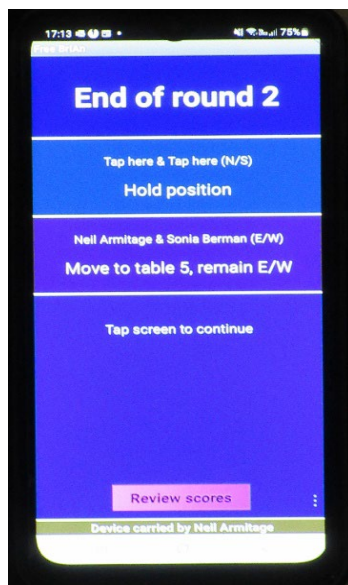 17:13
75%
Free BriAn
End of round 2
Tap here & Tap here (N/S)
Hold position
Neil Armitage & Sonia Berman (E/W)
Move to table 5, remain E/W
Tap screen to continue
Review scores
Device carried by Neil Armitage